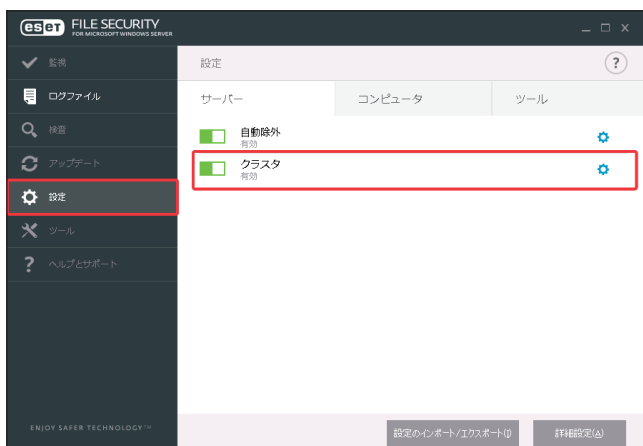 eset FILE SECURITY
FOR MICROSOFT WINDOWS SERVER
監視
ログファイル
検査
アップデート
設定
ツール
ヘルプとサポート
ENJOY SAFER TECHNOLOGY™
設定
?
サーバー
コンピュータ
ツール
自動除外
有効
クラスタ
有効
設定のインポート/エクスポート(I)
詳細設定(A)